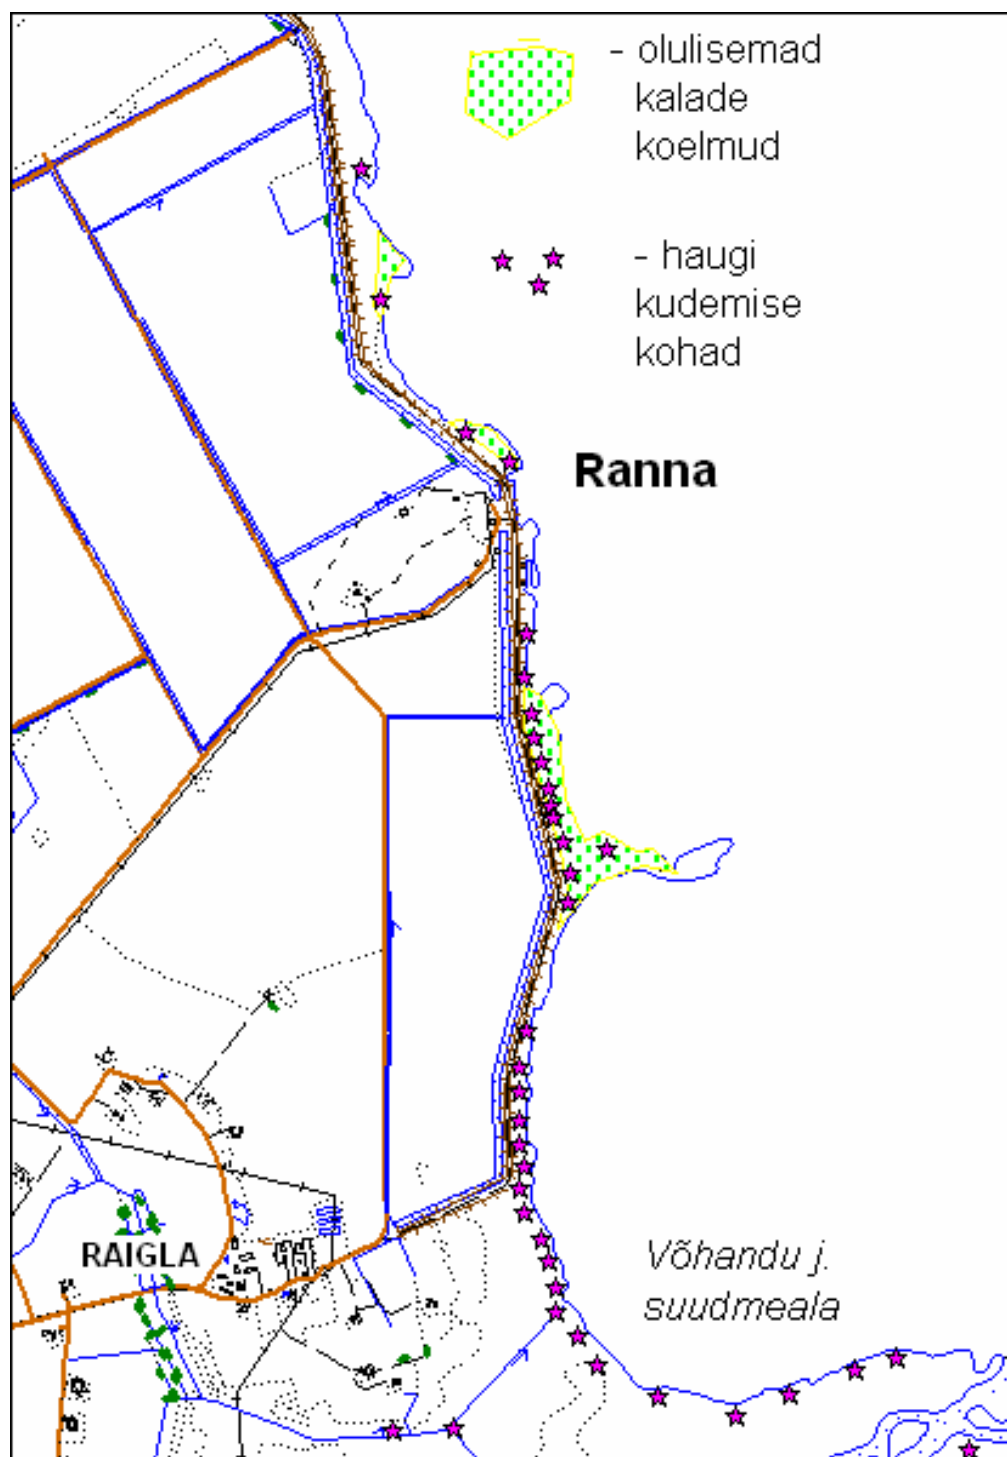 - olulisemad
kalade
koelmud
- haugi
kudemise
kohad
Ranna
RAIGLA
Võhandu j.
suudmeala